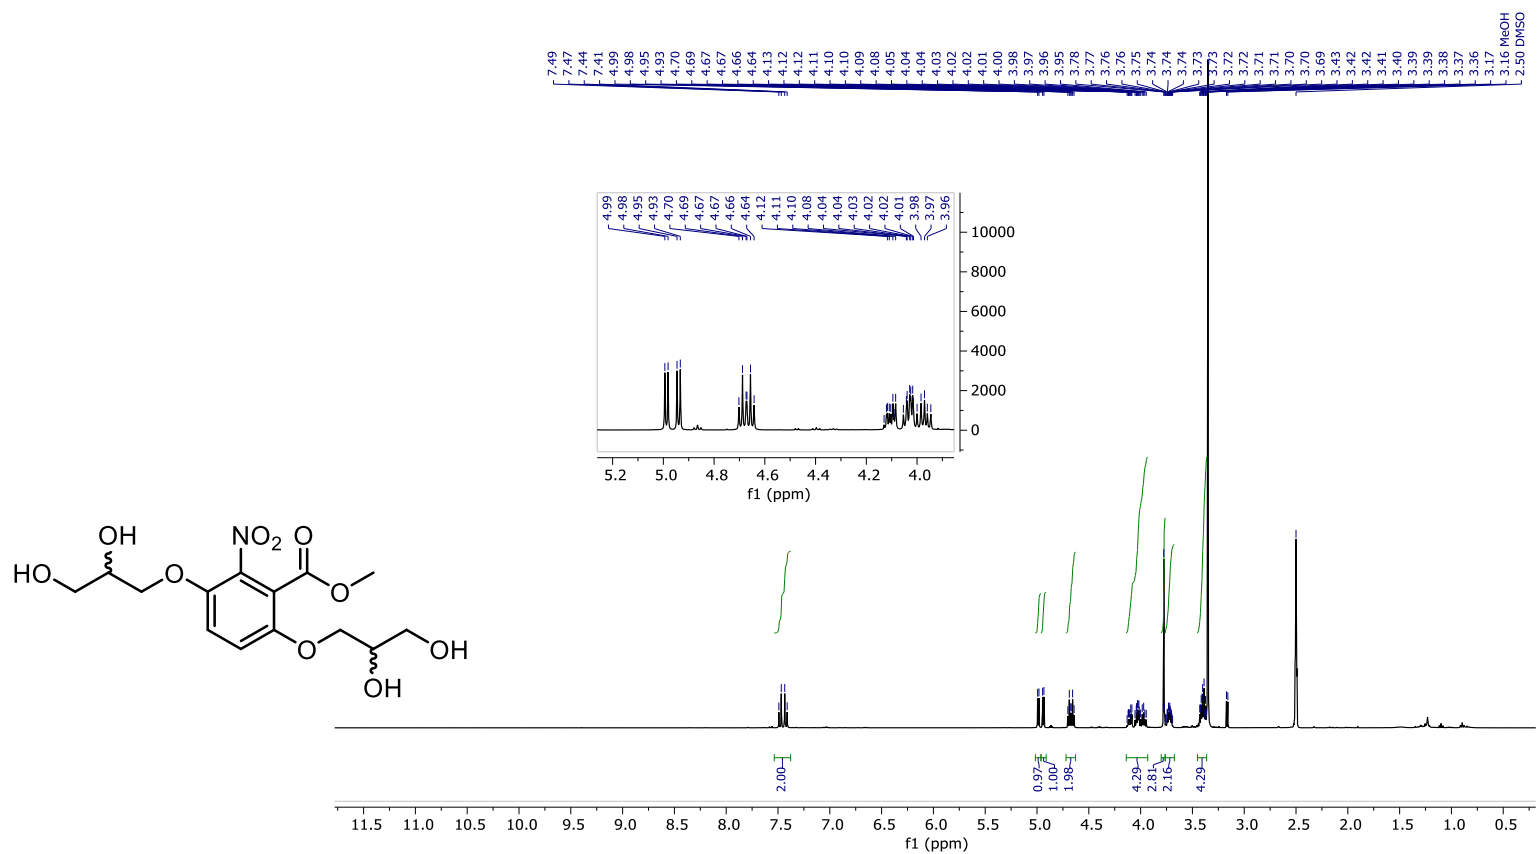 7.49 7.47 7.44 7.41 4.99 4.98 4.95 4.93 4.70 4.69 4.67 4.67 4.66 4.64 4.13 4.12 4.12 4.11 4.10 4.10 4.09 4.08 4.05 4.04 4.04 4.03 4.02 4.02 4.01 4.00 3.98 3.97 3.96 3.95 3.78 3.77 3.76 3.76 3.75 3.74 3.74 3.74 3.73 3.73 3.72 3.72 3.71 3.71 3.70 3.70 3.69 3.43 3.42 3.42 3.41 3.40 3.39 3.39 3.38 3.37 3.36 3.17 3.16 MeOH 2.50 DMSO
4.99 4.98 4.95 4.93 4.70 4.69 4.67 4.67 4.66 4.64 4.12 4.11 4.10 4.08 4.04 4.04 4.03 4.02 4.02 4.01 3.98 3.97 3.96
10000
8000
6000
4000
2000
0
5.2 5.0 4.8 4.6 4.4 4.2 4.0
f1 (ppm)
OH NO2 O
HO O O
O OH
OH
2.00 0.97 1.00 1.98 4.29 2.81 2.16 4.29
11.5 11.0 10.5 10.0 9.5 9.0 8.5 8.0 7.5 7.0 6.5 6.0 5.5 5.0 4.5 4.0 3.5 3.0 2.5 2.0 1.5 1.0 0.5
f1 (ppm)